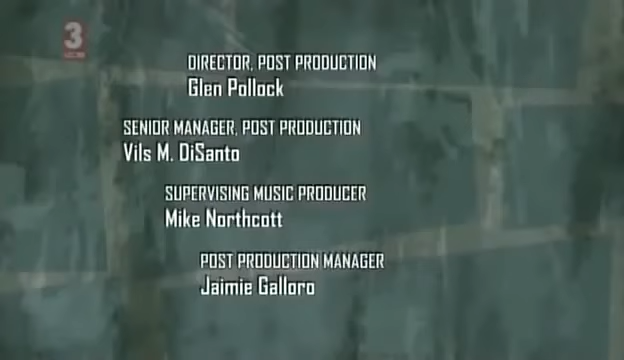 3
DIRECTOR, POST PRODUCTION
Glen Pollock
SENIOR MANAGER, POST PRODUCTION
Vils M. DiSanto
SUPERVISING MUSIC PRODUCER
Mike Northcott
POST PRODUCTION MANAGER
Jaimie Galloro